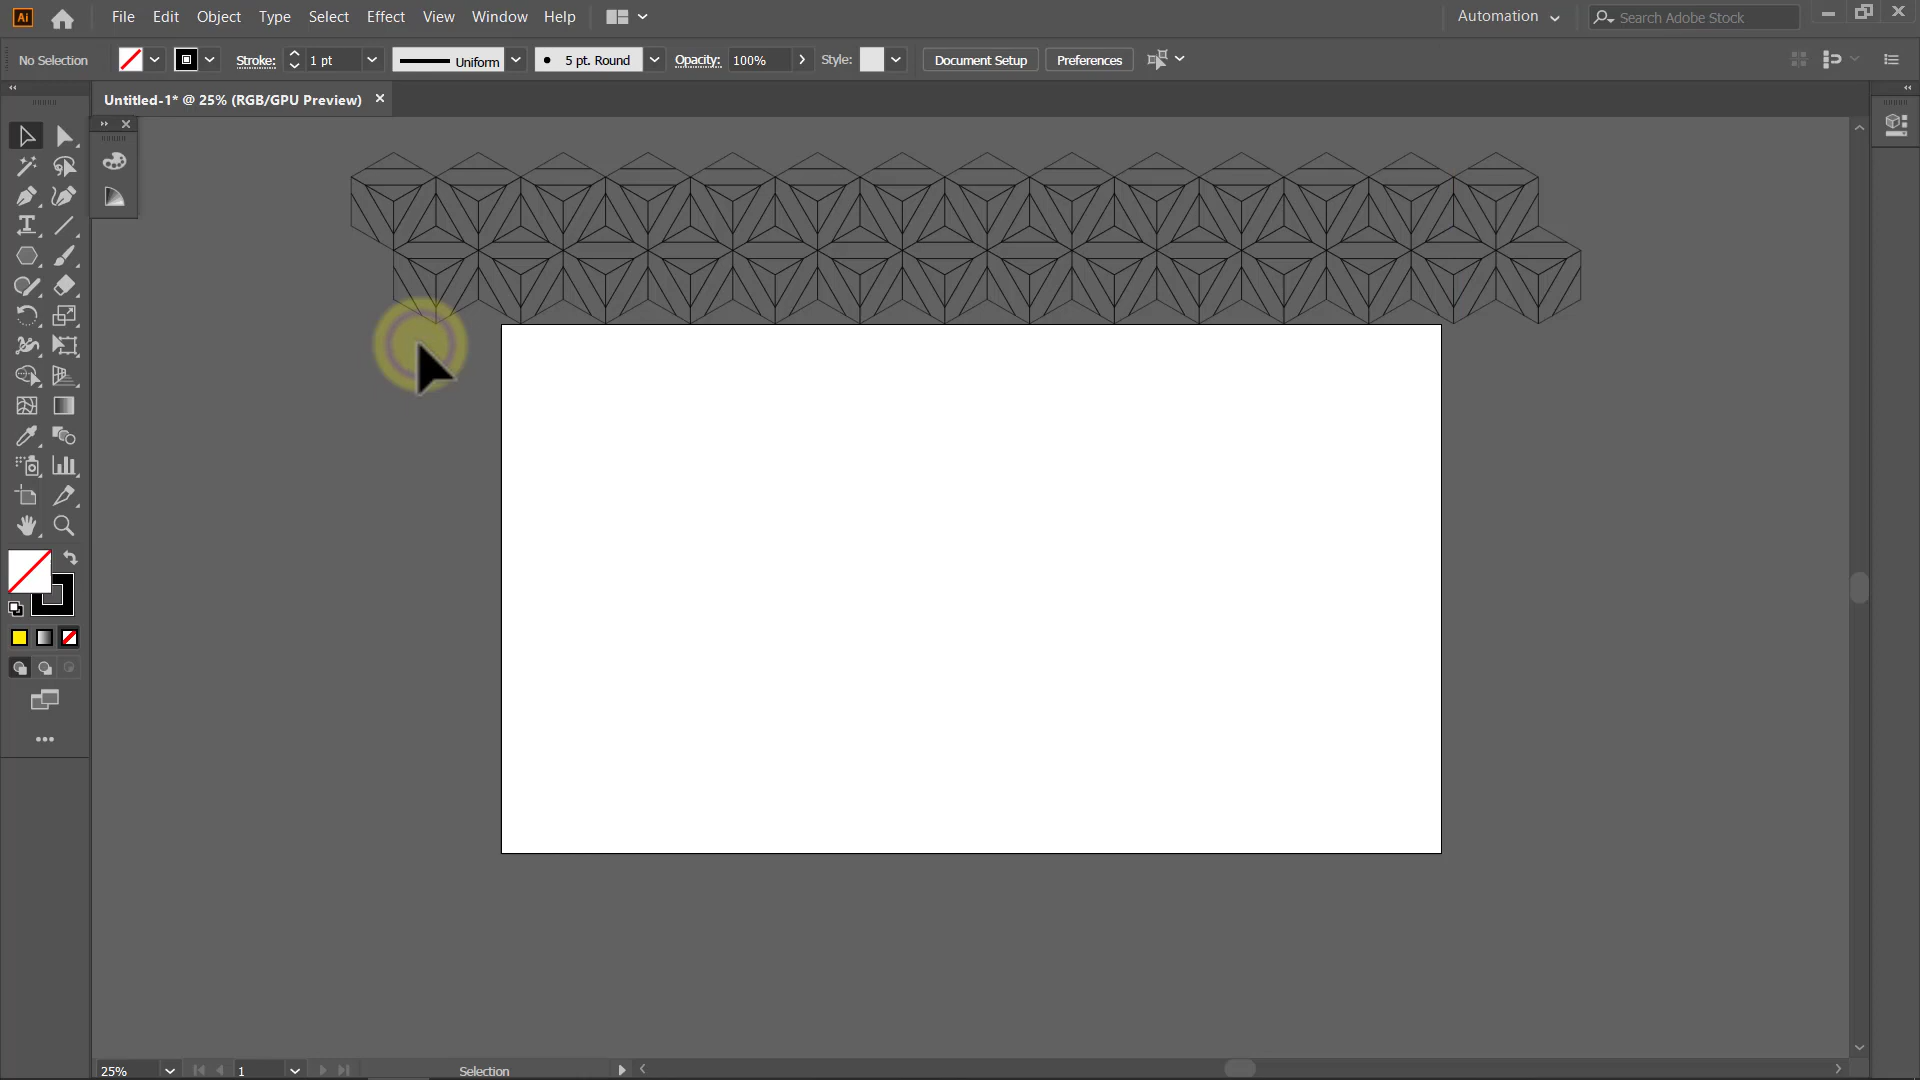 Ai File Edit Object Type Select Effect View Window Help Automation Search Adobe Stock
No Selection Stroke: 1 pt Uniform 5 pt. Round Opacity: 100% Style: Document Setup Preferences
Untitled-1* @ 25% (RGB/GPU Preview)
25% 1 Selection